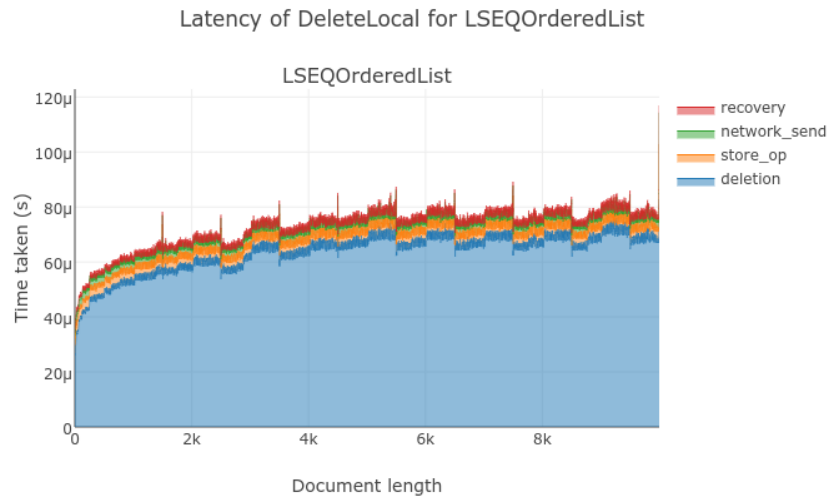 Latency of DeleteLocal for LSEQOrderedList
LSEQOrderedList
120μ
100μ
80μ
60μ
40μ
20μ
0
Time taken (s)
0 2k 4k 6k 8k
Document length
recovery
network_send
store_op
deletion